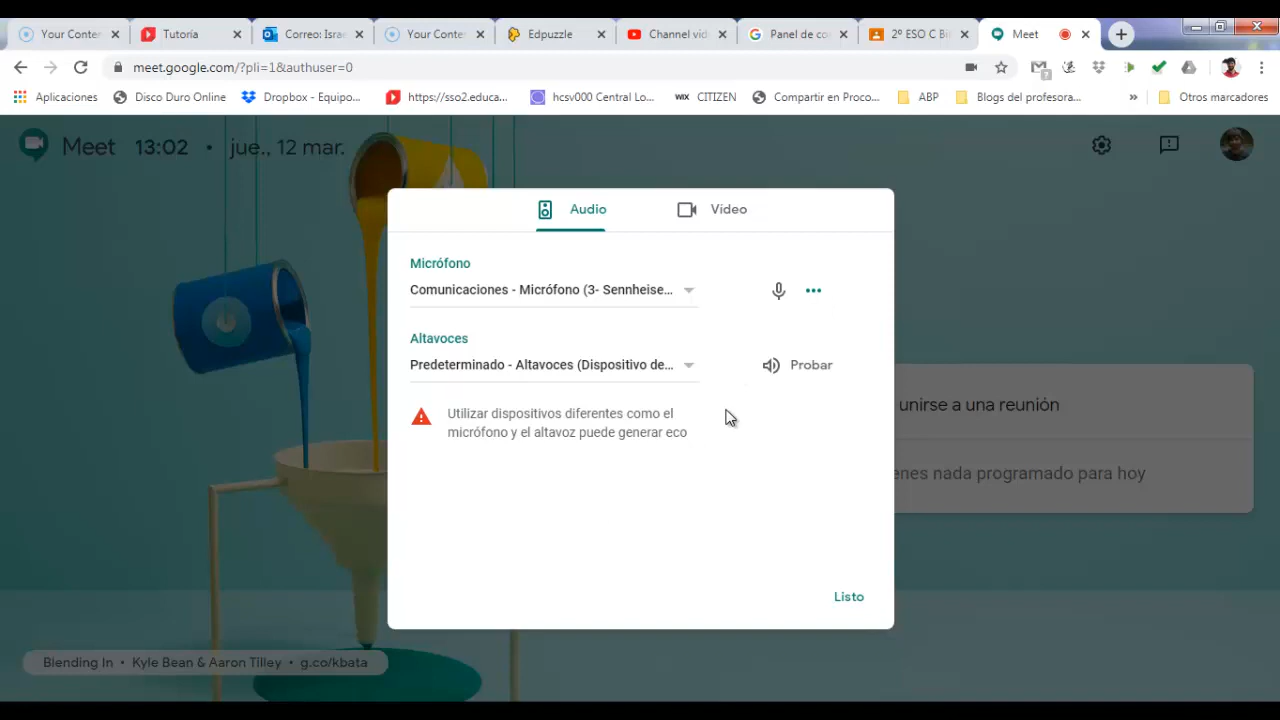 Your Conten
Tutoría
Correo: Israe
Your Conten
Edpuzzle
Channel vid
Panel de co
2º ESO C Bi
Meet
meet.google.com/?pli=1&authuser=0
Aplicaciones
Disco Duro Online
Dropbox - Equipo...
https://sso2.educa...
hcsv000 Central Lo...
WIX
CITIZEN
Compartir en Proco...
ABP
Blogs del profesora...
»
Otros marcadores
Meet 13:02 • jue., 12 mar.
Audio
Vídeo
Micrófono
Comunicaciones - Micrófono (3- Sennheise...
Altavoces
Predeterminado - Altavoces (Dispositivo de...
Probar
Utilizar dispositivos diferentes como el
micrófono y el altavoz puede generar eco
unirse a una reunión
enes nada programado para hoy
Listo
Blending In • Kyle Bean & Aaron Tilley • g.co/kbata